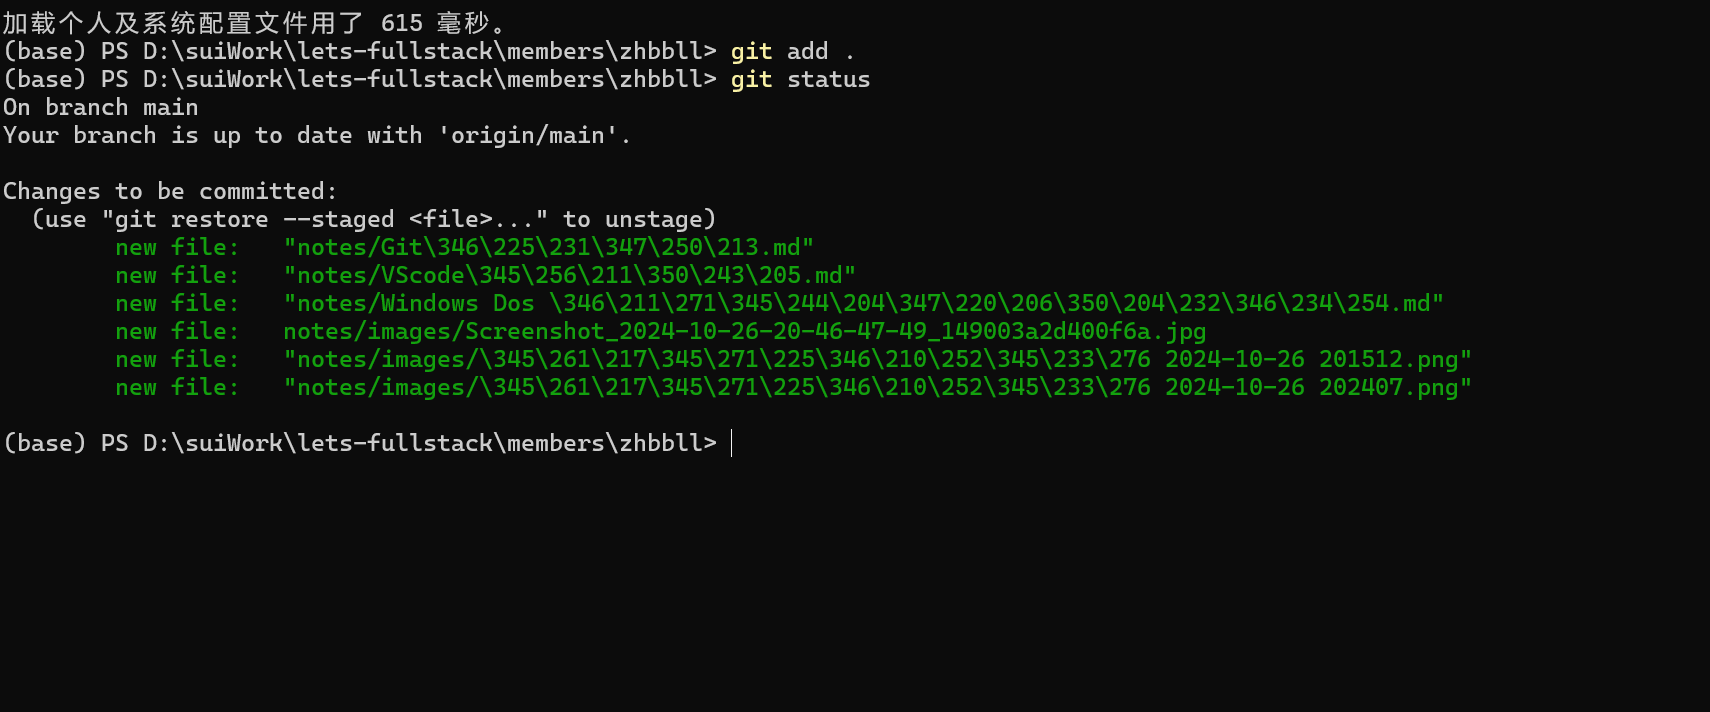 加载个人及系统配置文件用了 615 毫秒。
(base) PS D:\suiWork\lets-fullstack\members\zhbbll> git add .
(base) PS D:\suiWork\lets-fullstack\members\zhbbll> git status
On branch main
Your branch is up to date with 'origin/main'.
Changes to be committed:
  (use "git restore --staged <file>..." to unstage)
        new file:   "notes/Git\346\225\231\347\250\213.md"
        new file:   "notes/VScode\345\256\211\350\243\205.md"
        new file:   "notes/Windows Dos \346\211\271\345\244\204\347\220\206\350\204\232\346\234\254.md"
        new file:   notes/images/Screenshot_2024-10-26-20-46-47-49_149003a2d400f6a.jpg
        new file:   "notes/images/\345\261\217\345\271\225\346\210\252\345\233\276 2024-10-26 201512.png"
        new file:   "notes/images/\345\261\217\345\271\225\346\210\252\345\233\276 2024-10-26 202407.png"
(base) PS D:\suiWork\lets-fullstack\members\zhbbll>